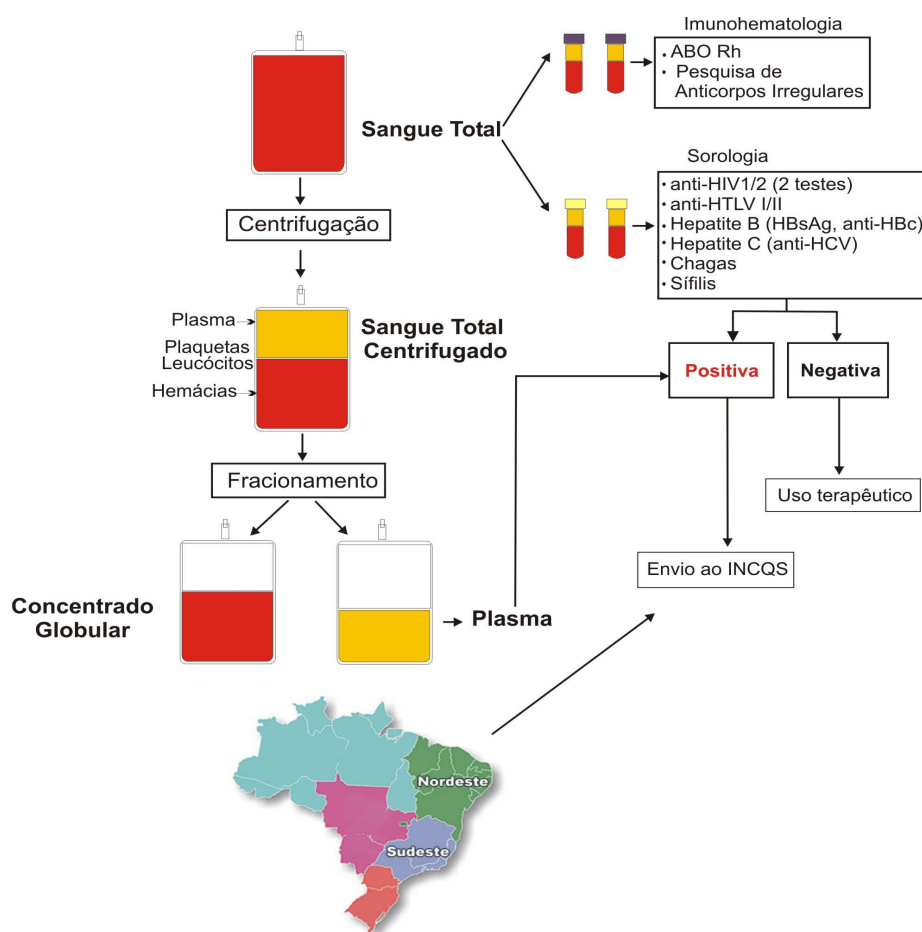 Imunohematologia
• ABO Rh
• Pesquisa de
Anticorpos Irregulares
Sangue Total
Sorologia
• anti-HIV1/2 (2 testes)
• anti-HTLV I/II
• Hepatite B (HBsAg, anti-HBc)
• Hepatite C (anti-HCV)
• Chagas
• Sífilis
Centrifugação
Plasma
Plaquetas
Leucócitos
Hemácias
Sangue Total
Centrifugado
Positiva
Negativa
Fracionamento
Uso terapêutico
Envio ao INCQS
Concentrado
Globular
Plasma
Nordeste
Sudeste